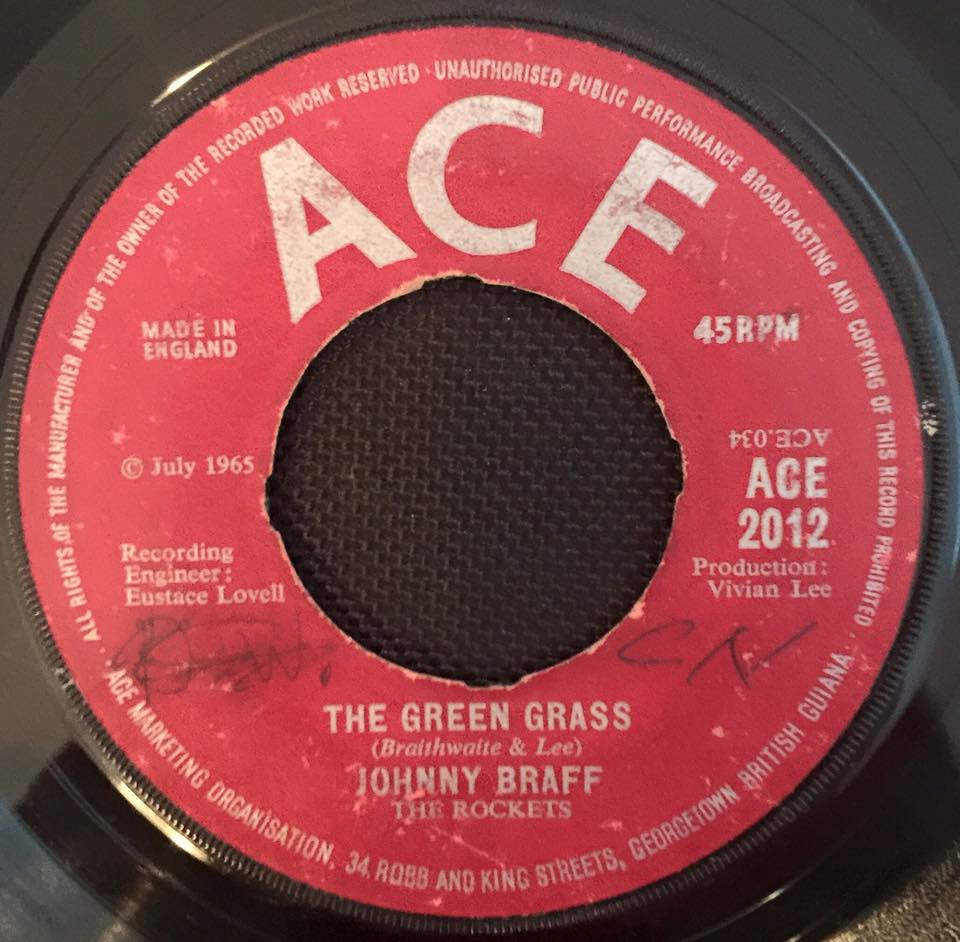 ALL RIGHTS OF THE MANUFACTURER AND OF THE OWNER OF THE RECORDED WORK RESERVED · UNAUTHORISED PUBLIC PERFORMANCE BROADCASTING AND COPYING OF THIS RECORD PROHIBITED ·
ACE
MADE IN
ENGLAND
45 RPM
© July 1965
ACE.034
ACE
2012
Recording
Engineer:
Eustace Lovell
Production:
Vivian Lee
THE GREEN GRASS
(Braithwaite & Lee)
JOHNNY BRAFF
THE ROCKETS
ACE MARKETING ORGANISATION, 34, ROBB AND KING STREETS, GEORGETOWN BRITISH GUIANA